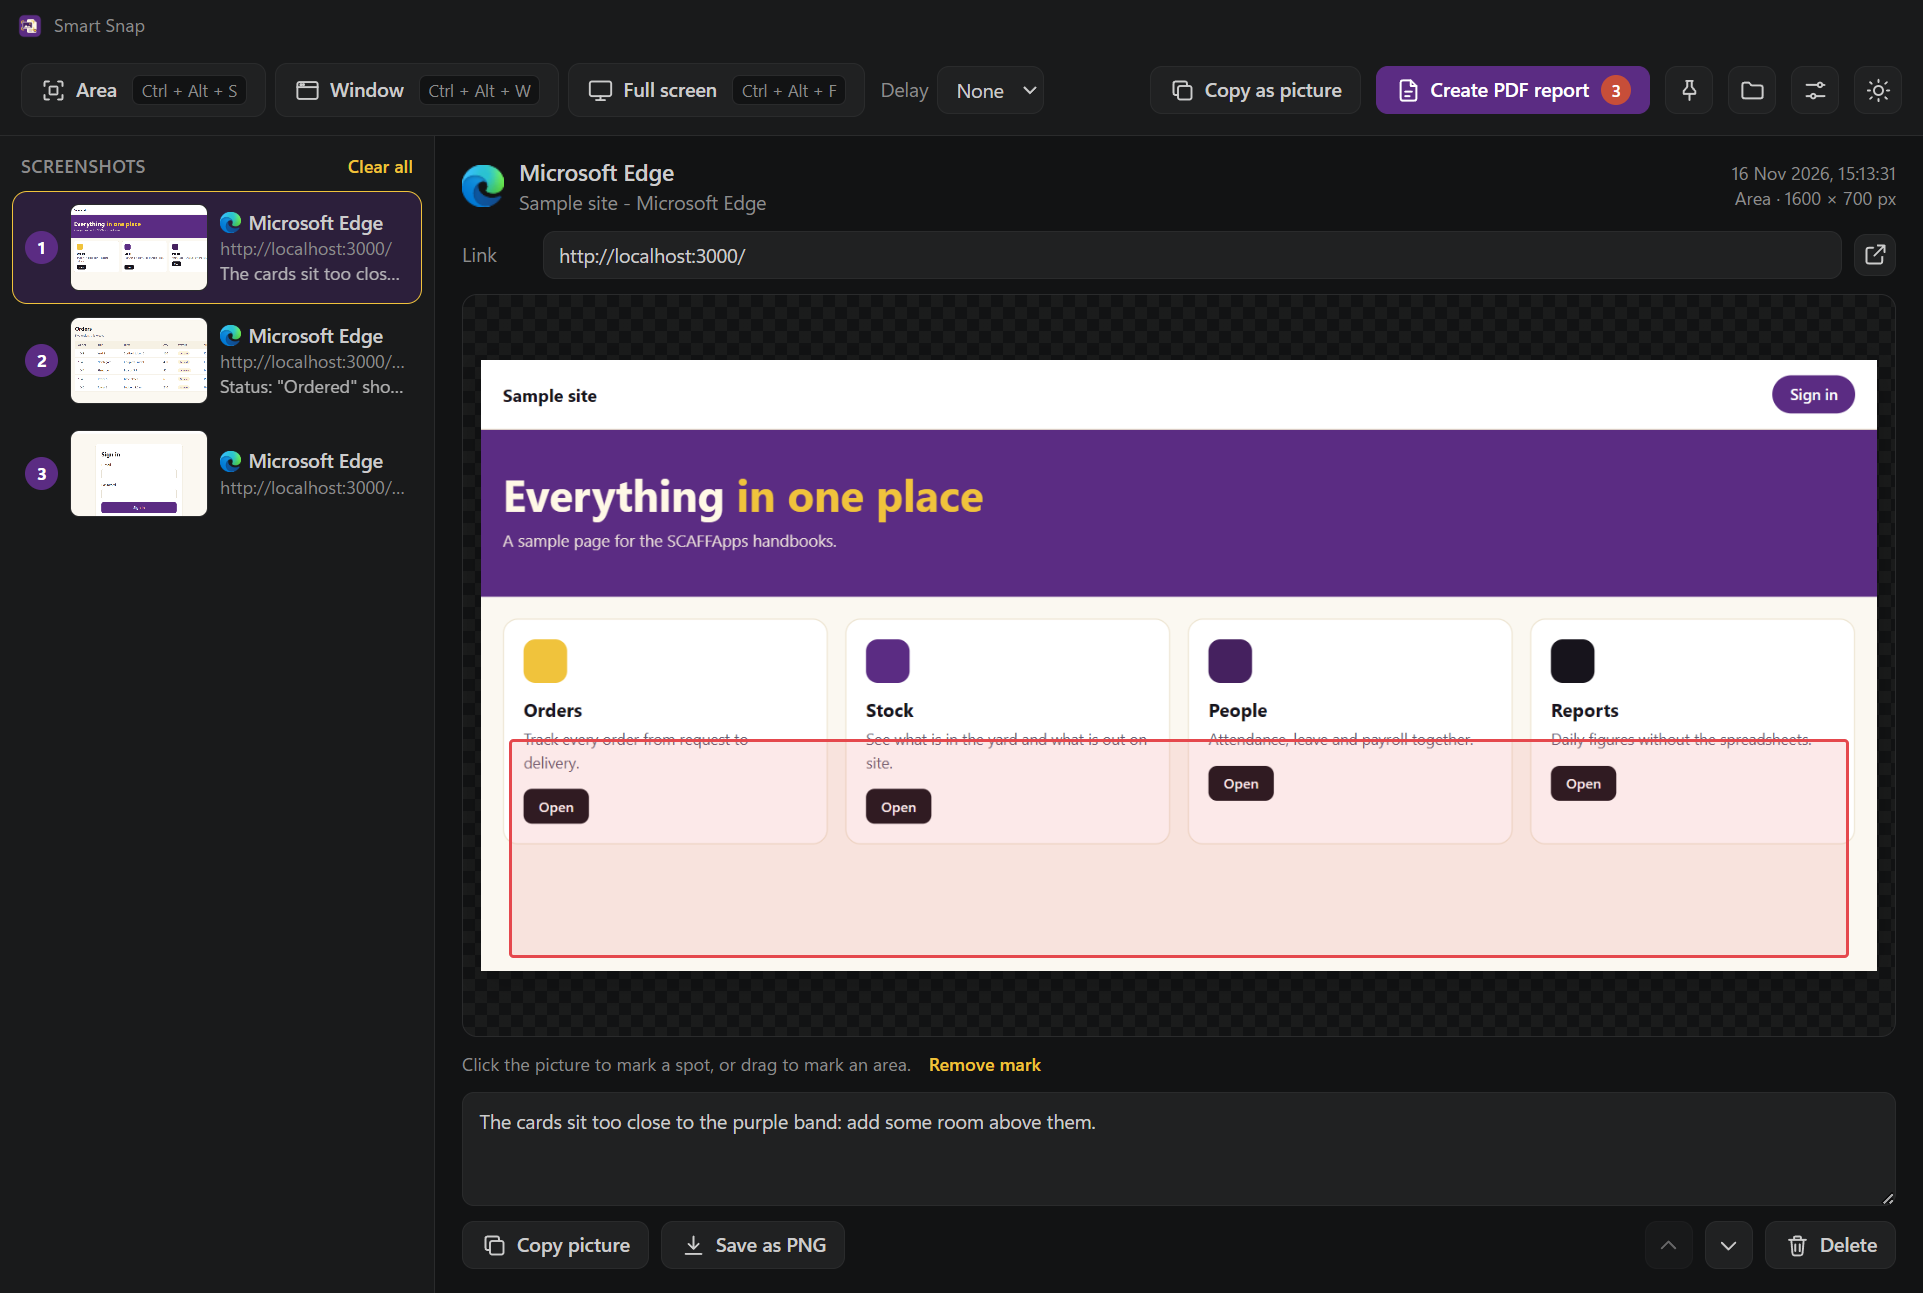 Smart Snap
Area Ctrl + Alt + S
Window Ctrl + Alt + W
Full screen Ctrl + Alt + F
Delay None
Copy as picture
Create PDF report 3
SCREENSHOTS Clear all
1
Microsoft Edge
http://localhost:3000/
The cards sit too clos...
2
Orders
Microsoft Edge
http://localhost:3000/...
Status: "Ordered" sho...
3
Sign in
Microsoft Edge
http://localhost:3000/...
Microsoft Edge
Sample site - Microsoft Edge
16 Nov 2026, 15:13:31
Area · 1600 × 700 px
Link http://localhost:3000/
Sample site
Sign in
Everything in one place
A sample page for the SCAFFApps handbooks.
Orders
Track every order from request to
delivery.
Open
Stock
See what is in the yard and what is out on
site.
Open
People
Attendance, leave and payroll together.
Open
Reports
Daily figures without the spreadsheets.
Open
Click the picture to mark a spot, or drag to mark an area. Remove mark
The cards sit too close to the purple band: add some room above them.
Copy picture
Save as PNG
Delete